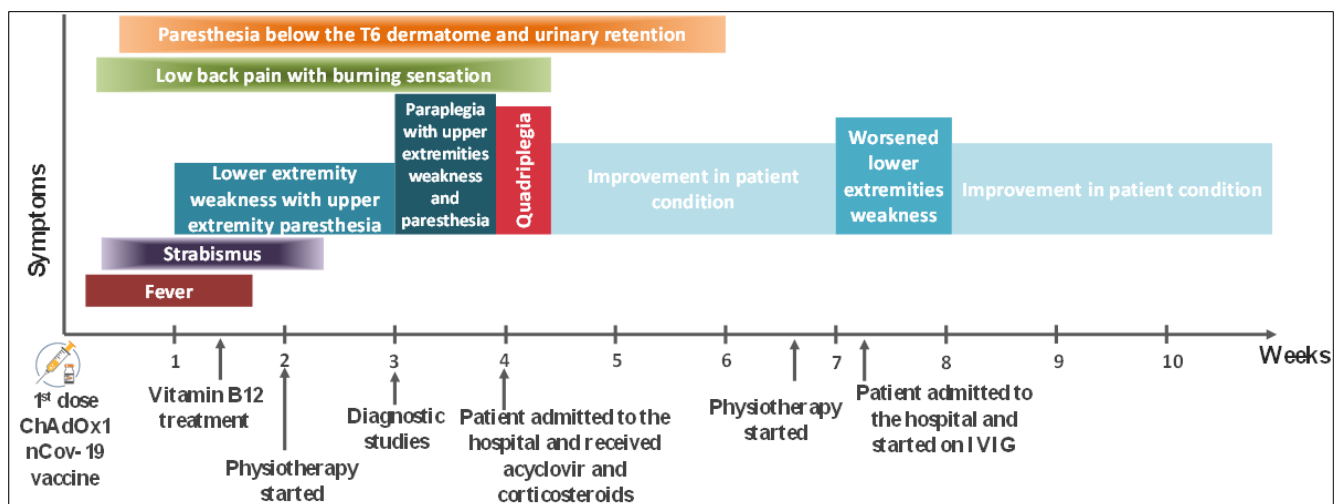 Paresthesia below the T6 dermatome and urinary retention
Low back pain with burning sensation
Paraplegia
with upper
extremities
weakness
and
paresthesia
Quadriplegia
Lower extremity
weakness with upper
extremity paresthesia
Improvement in patient
condition
Worsened
lower
extremities
weakness
Improvement in patient condition
Strabismus
Fever
Symptoms
1 2 3 4 5 6 7 8 9 10
Weeks
1st dose
ChAdOx1
nCov-19
vaccine
Vitamin B12
treatment
Physiotherapy
started
Diagnostic
studies
Patient admitted to the
hospital and received
acyclovir and
corticosteroids
Physiotherapy
started
Patient admitted to
the hospital and
started on IVIG